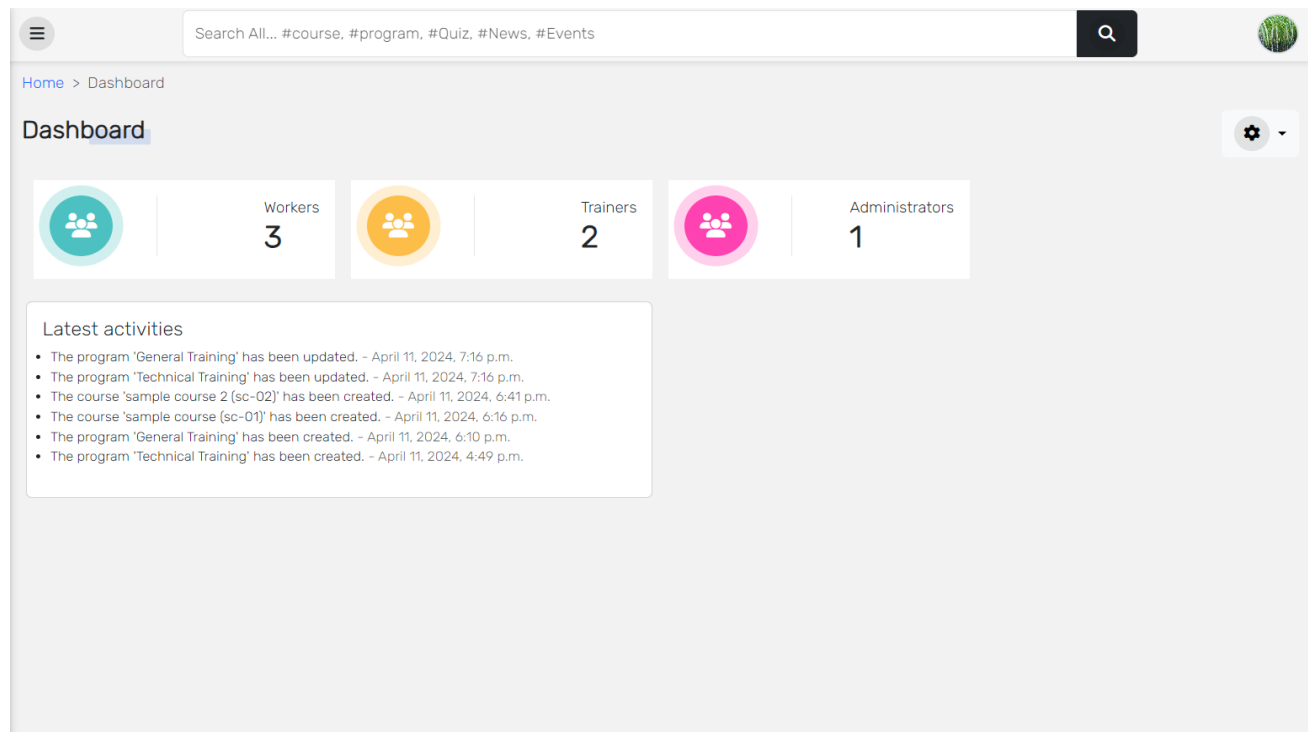 Search All... #course, #program, #Quiz, #News, #Events
Home > Dashboard
Dashboard
Workers
3
Trainers
2
Administrators
1
Latest activities
The program 'General Training' has been updated. - April 11, 2024, 7:16 p.m.
The program 'Technical Training' has been updated. - April 11, 2024, 7:16 p.m.
The course 'sample course 2 (sc-02)' has been created. - April 11, 2024, 6:41 p.m.
The course 'sample course (sc-01)' has been created. - April 11, 2024, 6:16 p.m.
The program 'General Training' has been created. - April 11, 2024, 6:10 p.m.
The program 'Technical Training' has been created. - April 11, 2024, 4:49 p.m.